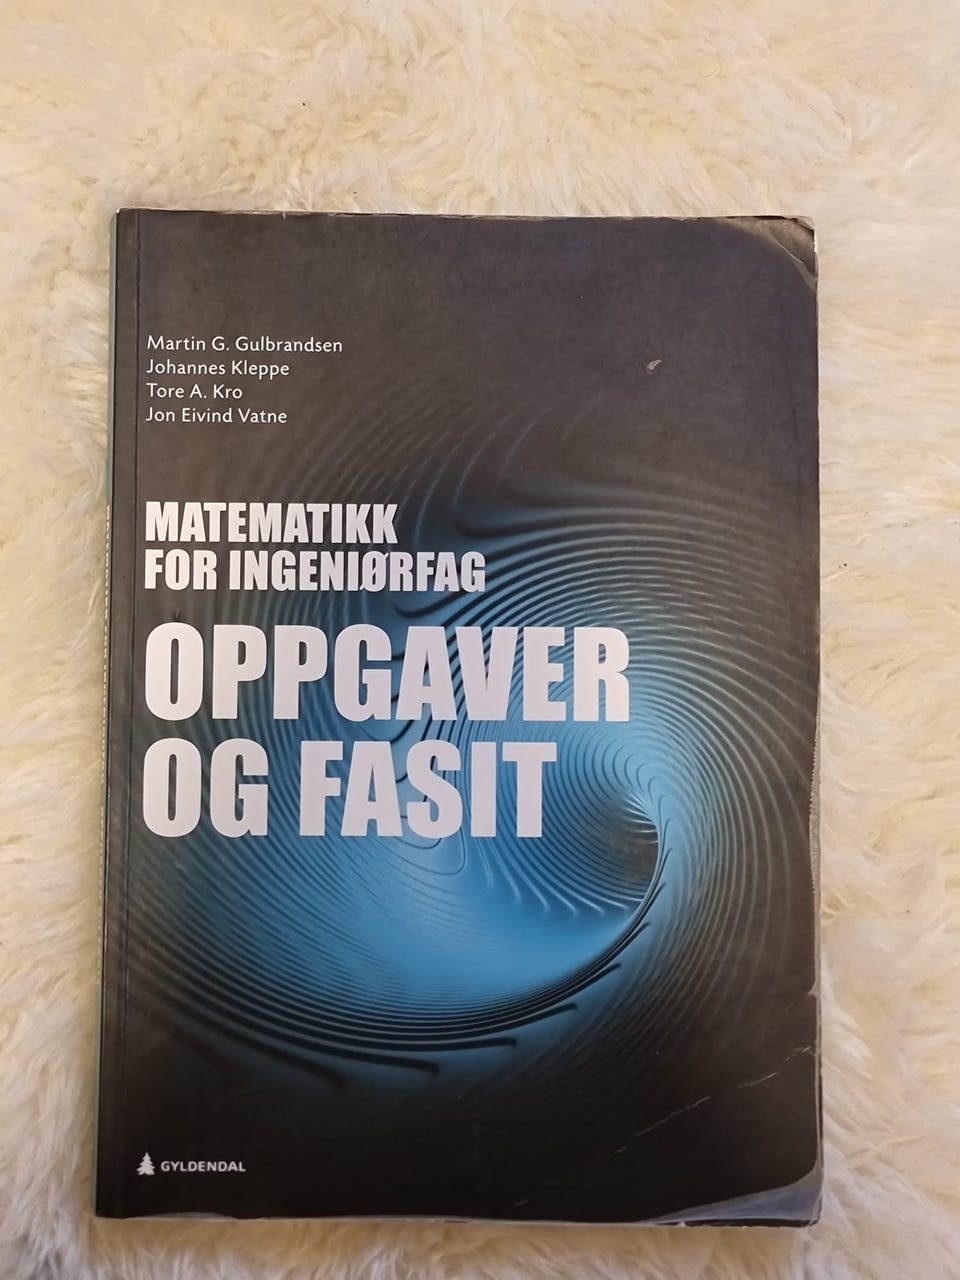 Martin G. Gulbrandsen
Johannes Kleppe
Tore A. Kro
Jon Eivind Vatne
MATEMATIKK
FOR INGENIØRFAG
OPPGAVER
OG FASIT
GYLDENDAL